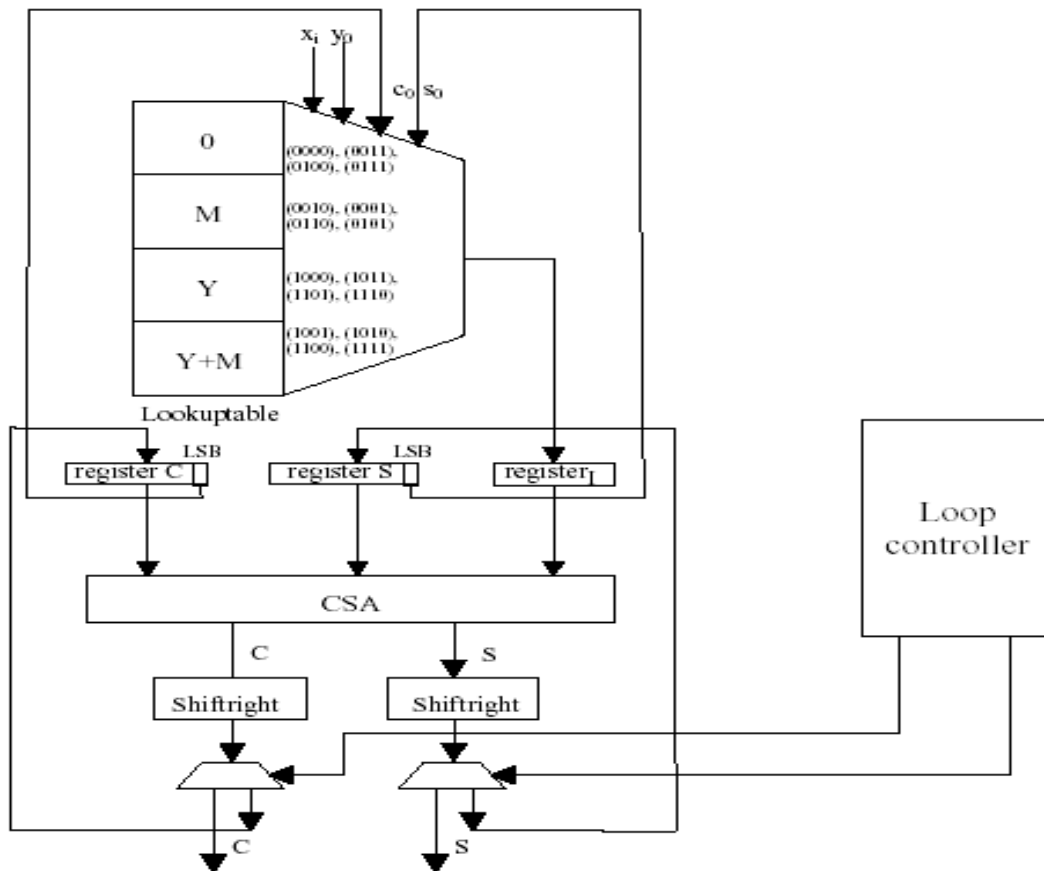 xᵢ y₀
c₀ s₀
0
(0000), (0011),
(0100), (0111)
M
(0010), (0001),
(0110), (0101)
Y
(1000), (1011),
(1101), (1110)
Y+M
(1001), (1010),
(1100), (1111)
Lookuptable
LSB
LSB
register C
register S
register I
Loop
controller
CSA
C
S
Shiftright
Shiftright
C
S